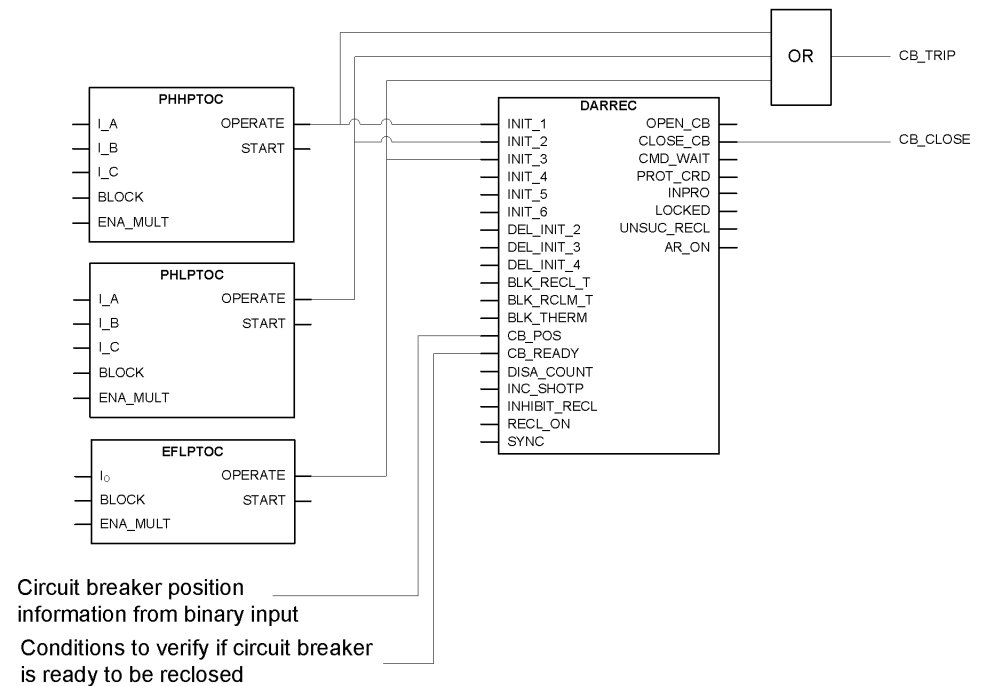 OR
CB_TRIP
PHHPTOC
I_A
OPERATE
I_B
START
I_C
BLOCK
ENA_MULT
DARREC
INIT_1
OPEN_CB
INIT_2
CLOSE_CB
CB_CLOSE
INIT_3
CMD_WAIT
INIT_4
PROT_CRD
INIT_5
INPRO
INIT_6
LOCKED
DEL_INIT_2
UNSUC_RECL
DEL_INIT_3
AR_ON
DEL_INIT_4
BLK_RECL_T
BLK_RCLM_T
BLK_THERM
CB_POS
CB_READY
DISA_COUNT
INC_SHOTP
INHIBIT_RECL
RECL_ON
SYNC
PHLPTOC
I_A
OPERATE
I_B
START
I_C
BLOCK
ENA_MULT
EFLPTOC
I₀
OPERATE
BLOCK
START
ENA_MULT
Circuit breaker position
information from binary input
Conditions to verify if circuit breaker
is ready to be reclosed